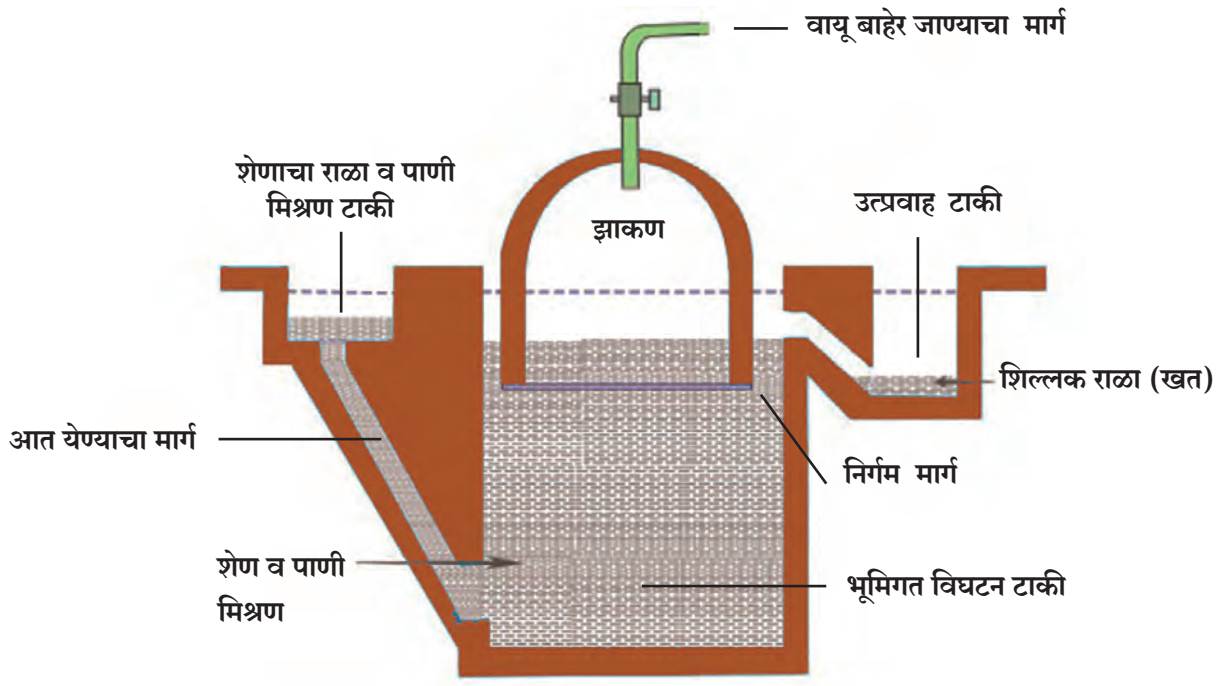 वायू बाहेर जाण्याचा मार्ग
शेणाचा राळा व पाणी
मिश्रण टाकी
उत्प्रवाह टाकी
झाकण
शिल्लक राळा (खत)
आत येण्याचा मार्ग
निर्गम मार्ग
शेण व पाणी
मिश्रण
भूमिगत विघटन टाकी